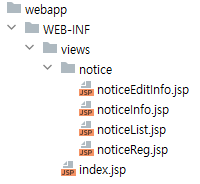 webapp
WEB-INF
views
notice
JSP noticeEditInfo.jsp
JSP noticeInfo.jsp
JSP noticeList.jsp
JSP noticeReg.jsp
JSP index.jsp